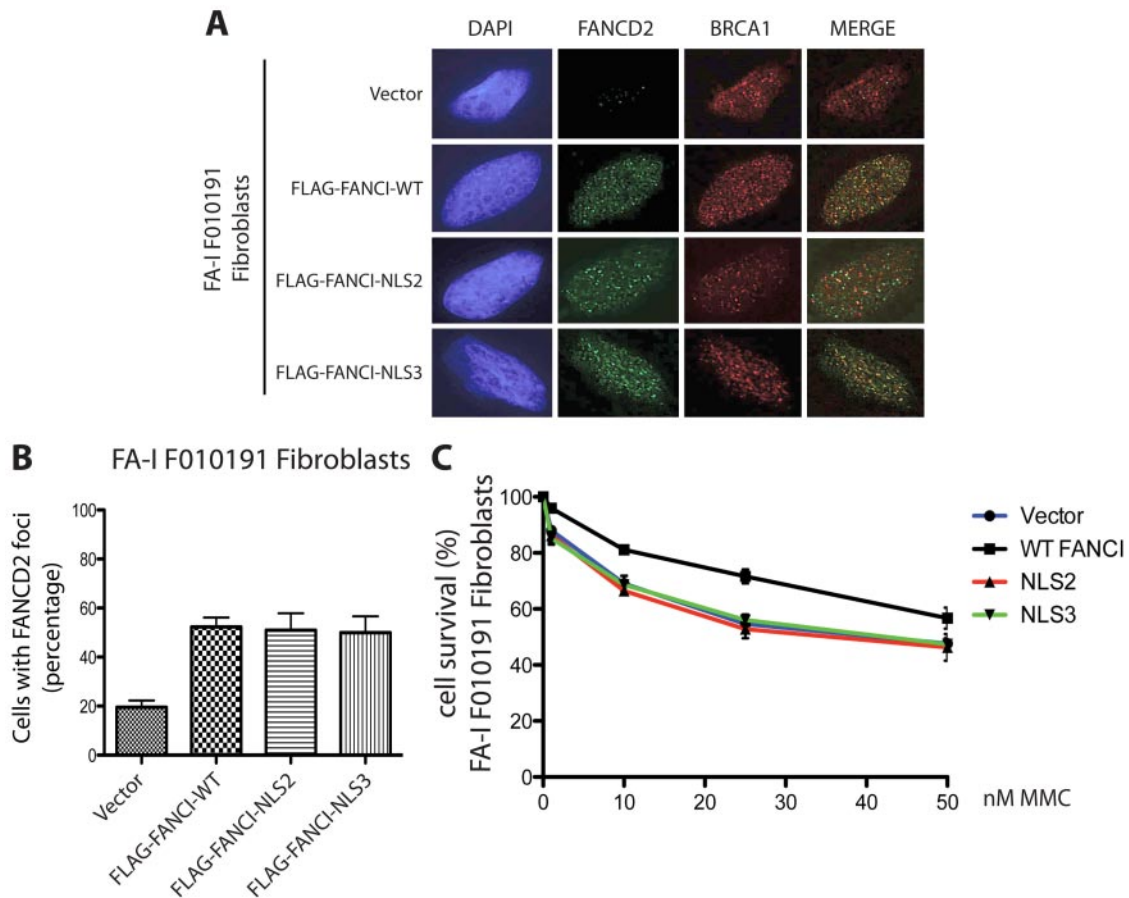 A
DAPI FANCD2 BRCA1 MERGE
FA-I F010191
Fibroblasts
Vector
FLAG-FANCI-WT
FLAG-FANCI-NLS2
FLAG-FANCI-NLS3
B
FA-I F010191 Fibroblasts
Cells with FANCD2 foci
(percentage)
100
80
60
40
20
0
Vector
FLAG-FANCI-WT
FLAG-FANCI-NLS2
FLAG-FANCI-NLS3
C
cell survival (%)
FA-I F010191 Fibroblasts
100
80
60
40
20
0
0 10 20 30 40 50 nM MMC
Vector
WT FANCI
NLS2
NLS3